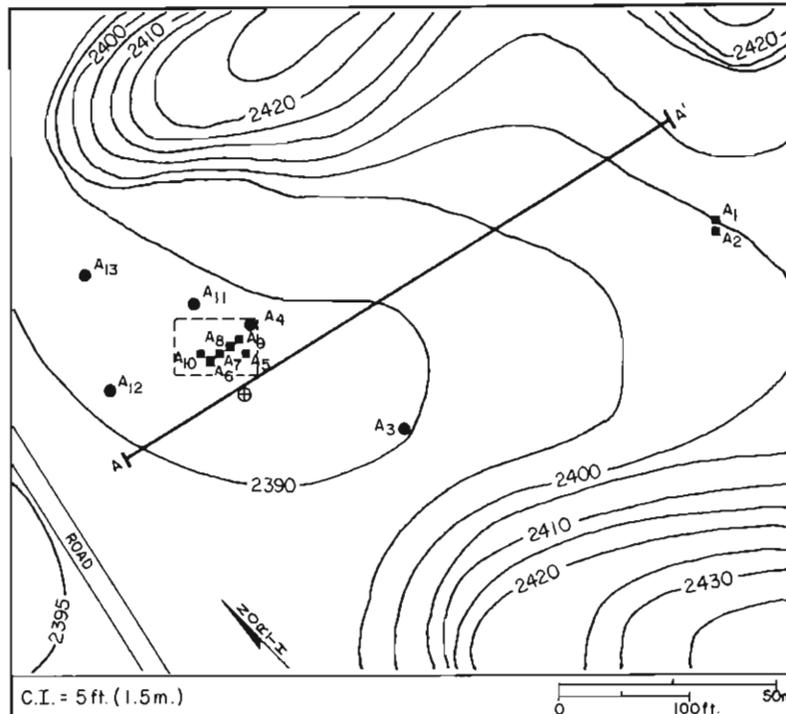 2400
2410
2420
2420
A'
A1
A2
A13
A11
A4
A8
A9
A10
A7
A5
A6
A12
A3
A
2390
2400
2410
ROAD
2420
2430
2395
NORTH
C.I. = 5 ft. (1.5 m.)
0
100 ft.
50m